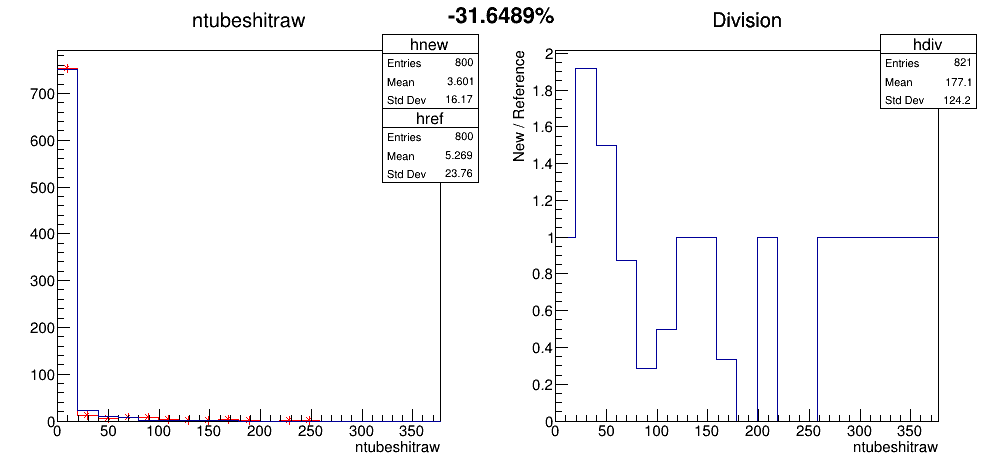 ntubeshitraw
-31.6489%
Division
hnew
Entries 800
Mean 3.601
Std Dev 16.17
href
Entries 800
Mean 5.269
Std Dev 23.76
700
600
500
400
300
200
100
0
0 50 100 150 200 250 300 350
ntubeshitraw
hdiv
Entries 821
Mean 177.1
Std Dev 124.2
New / Reference
2
1.8
1.6
1.4
1.2
1
0.8
0.6
0.4
0.2
0
0 50 100 150 200 250 300 350
ntubeshitraw